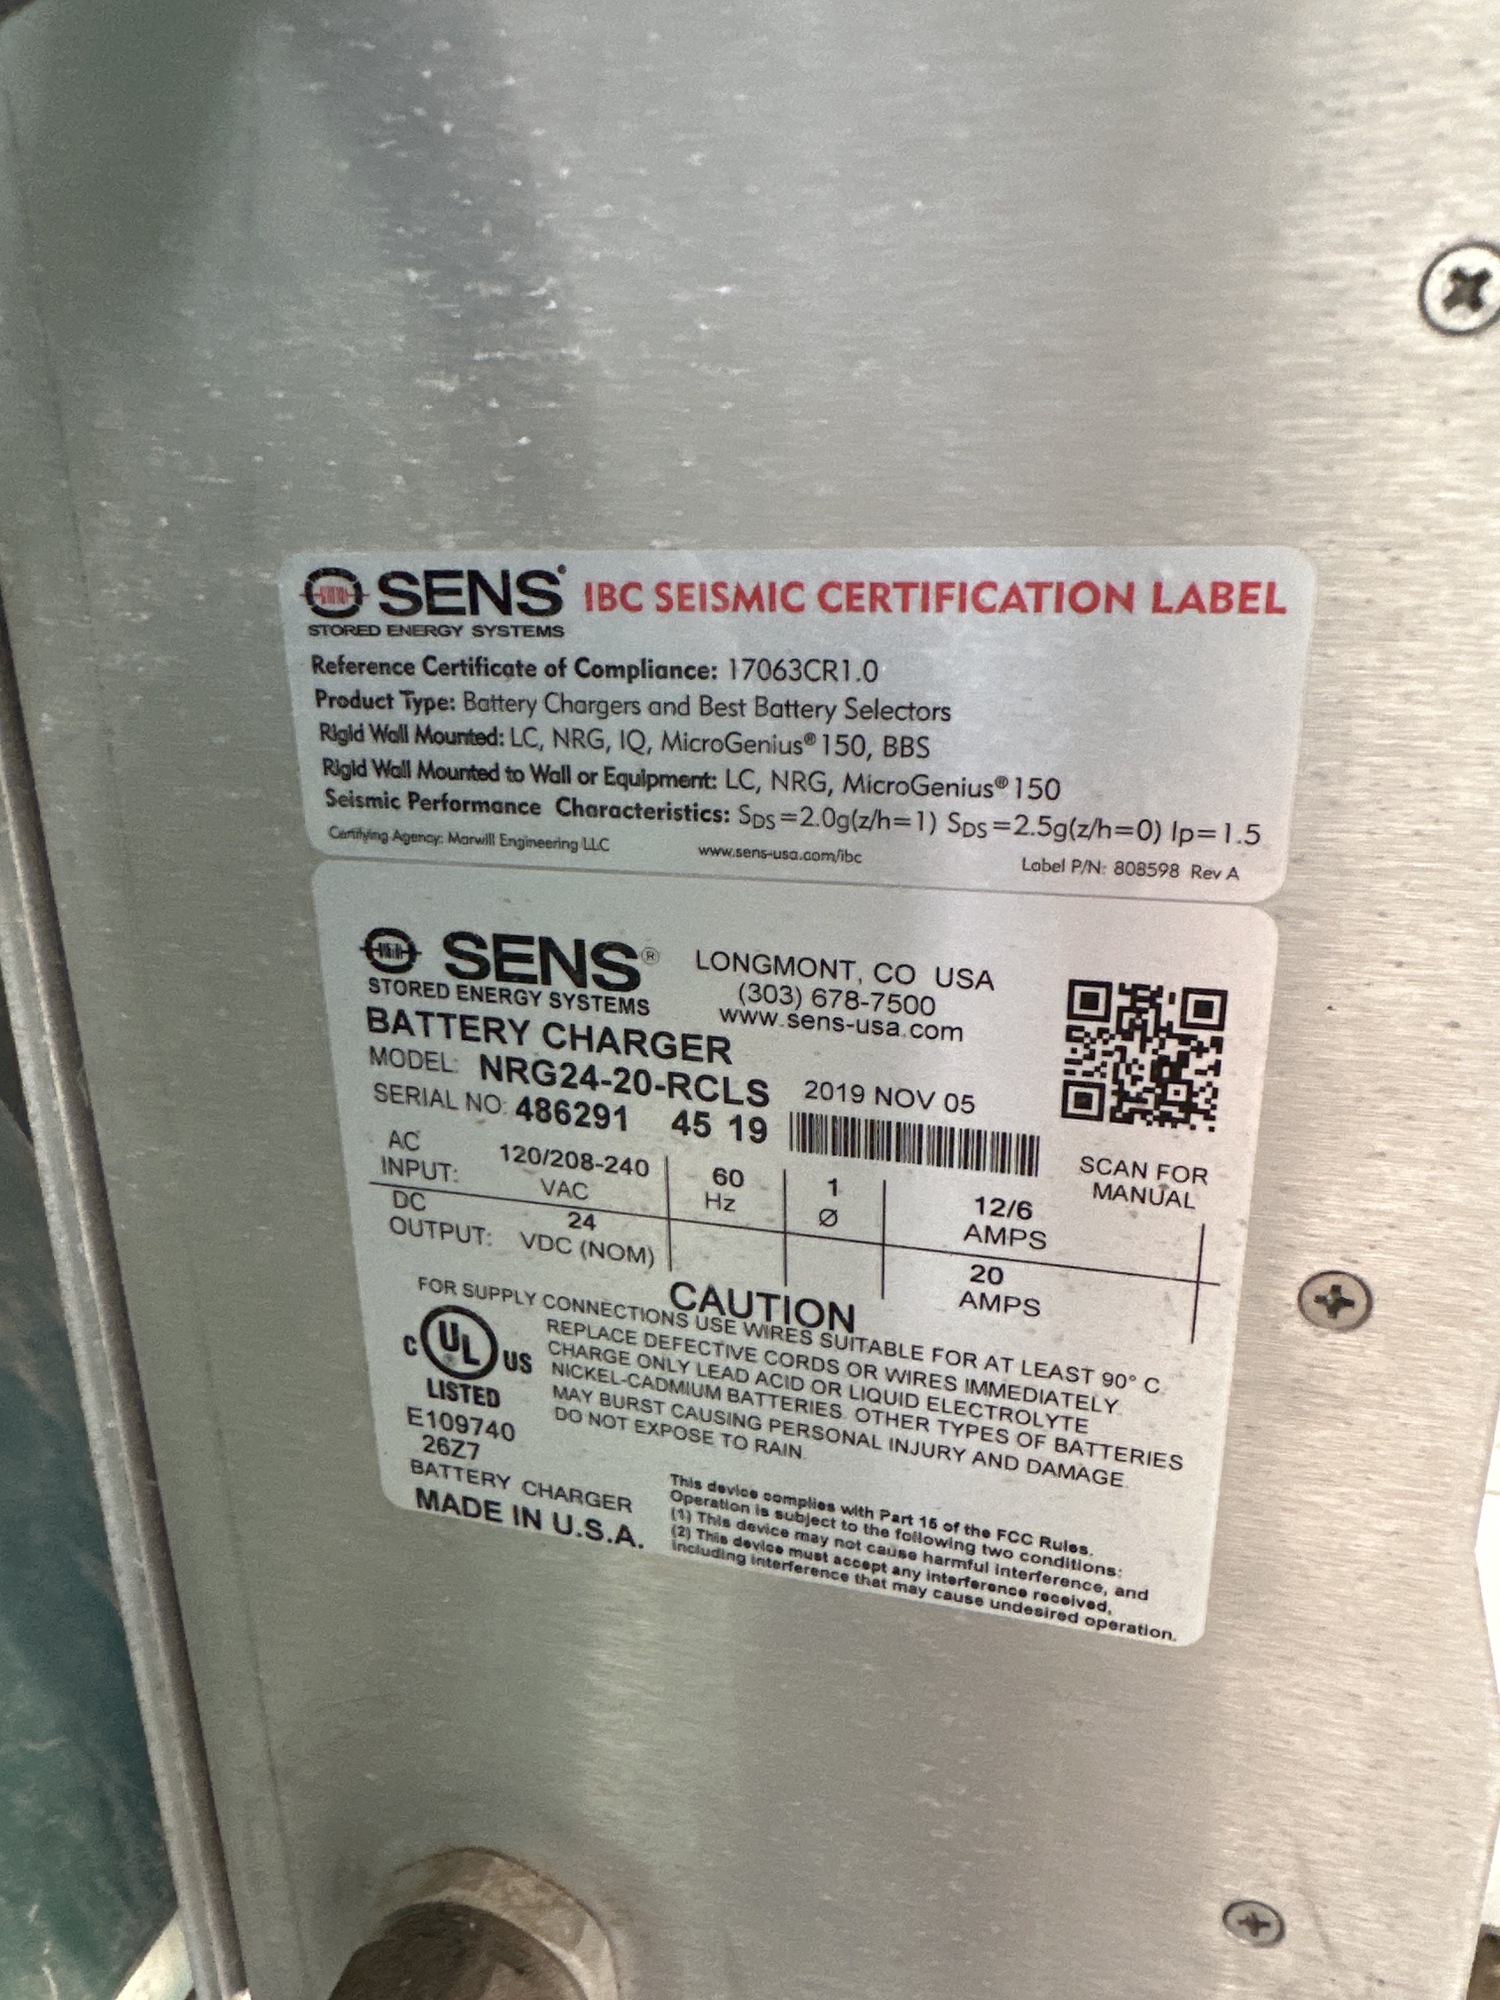 SENS® IBC SEISMIC CERTIFICATION LABEL
STORED ENERGY SYSTEMS
Reference Certificate of Compliance: 17063CR1.0
Product Type: Battery Chargers and Best Battery Selectors
Rigid Wall Mounted: LC, NRG, IQ, MicroGenius® 150, BBS
Rigid Wall Mounted to Wall or Equipment: LC, NRG, MicroGenius® 150
Seismic Performance Characteristics: SDS=2.0g(z/h=1) SDS=2.5g(z/h=0) Ip=1.5
Certifying Agency: Marwill Engineering LLC www.sens-usa.com/ibc Label P/N: 808598 Rev A
SENS® LONGMONT, CO USA
STORED ENERGY SYSTEMS (303) 678-7500
www.sens-usa.com
BATTERY CHARGER
MODEL: NRG24-20-RCLS 2019 NOV 05
SERIAL NO: 486291 45 19
SCAN FOR
MANUAL
AC
INPUT: 120/208-240
VAC 60
Hz 1
Ø 12/6
AMPS
DC
OUTPUT: 24
VDC (NOM) 20
AMPS
CAUTION
FOR SUPPLY CONNECTIONS USE WIRES SUITABLE FOR AT LEAST 90° C.
REPLACE DEFECTIVE CORDS OR WIRES IMMEDIATELY.
CHARGE ONLY LEAD ACID OR LIQUID ELECTROLYTE
NICKEL-CADMIUM BATTERIES. OTHER TYPES OF BATTERIES
MAY BURST CAUSING PERSONAL INJURY AND DAMAGE.
DO NOT EXPOSE TO RAIN.
C UL US
LISTED
E109740
26Z7
BATTERY CHARGER
MADE IN U.S.A.
This device complies with Part 15 of the FCC Rules.
Operation is subject to the following two conditions:
(1) This device may not cause harmful interference, and
(2) This device must accept any interference received,
including interference that may cause undesired operation.